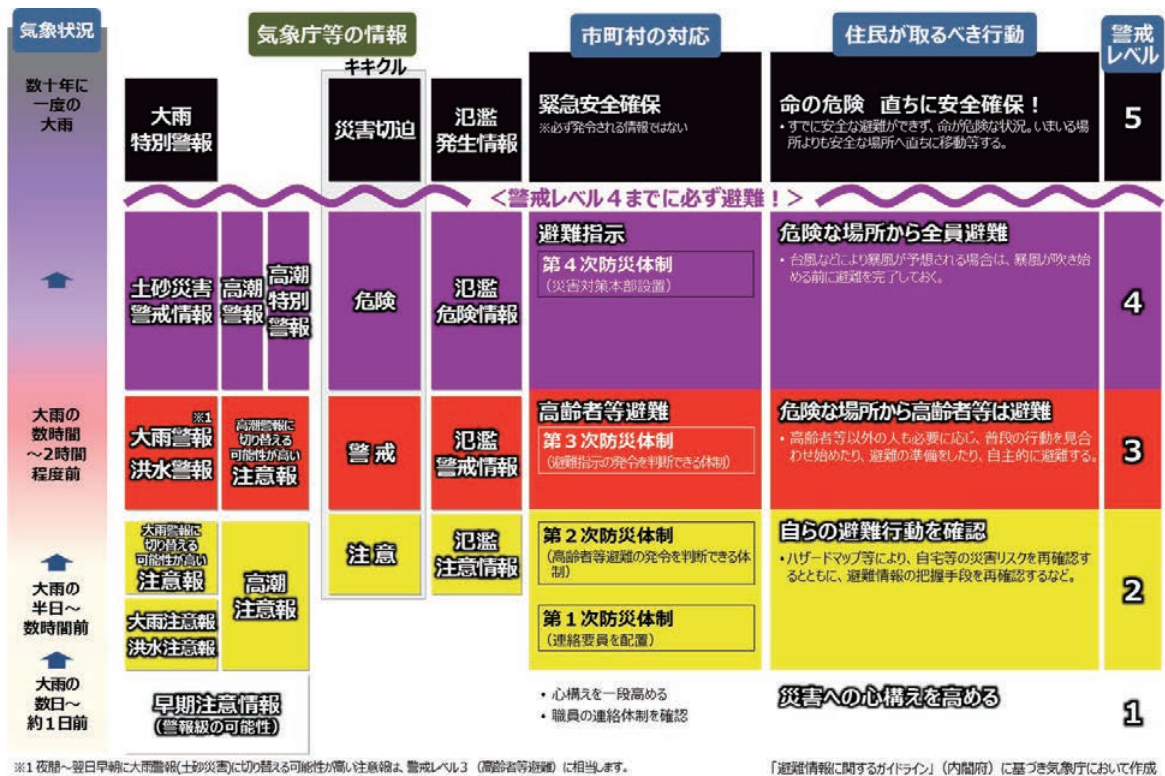 気象状況
気象庁等の情報
市町村の対応
住民が取るべき行動
警戒
レベル
キキクル
数十年に
一度の
大雨
大雨
特別警報
災害切迫
氾濫
発生情報
緊急安全確保
※必ず発令される情報ではない
命の危険 直ちに安全確保！
・すでに安全な避難ができず、命が危険な状況。いまいる場
所よりも安全な場所へ直ちに移動等する。
5
＜警戒レベル４までに必ず避難！＞
土砂災害
警戒情報
高潮
警報
高潮
特別
警報
危険
氾濫
危険情報
避難指示
第４次防災体制
（災害対策本部設置）
危険な場所から全員避難
・台風などにより暴風が予想される場合は、暴風が吹き始
める前に避難を完了しておく。
4
大雨の
数時間
～2時間
程度前
※1
大雨警報
洪水警報
高潮警報に
切り替える
可能性が高い
注意報
警戒
氾濫
警戒情報
高齢者等避難
第３次防災体制
（避難指示の発令を判断できる体制）
危険な場所から高齢者等は避難
・高齢者等以外の人も必要に応じ、普段の行動を見合
わせ始めたり、避難の準備をしたり、自主的に避難する。
3
大雨の
半日～
数時間前
大雨警報に
切り替える
可能性が高い
注意報
大雨注意報
洪水注意報
高潮
注意報
注意
氾濫
注意情報
第２次防災体制
（高齢者等避難の発令を判断できる体
制）
第１次防災体制
（連絡要員を配置）
自らの避難行動を確認
・ハザードマップ等により、自宅等の災害リスクを再確認す
るとともに、避難情報の把握手段を再確認するなど。
2
大雨の
数日～
約１日前
早期注意情報
（警報級の可能性）
・心構えを一段高める
・職員の連絡体制を確認
災害への心構えを高める
1
※1 夜間～翌日早朝に大雨警報(土砂災害)に切り替える可能性が高い注意報は、警戒レベル３（高齢者等避難）に相当します。
「避難情報に関するガイドライン」（内閣府）に基づき気象庁において作成